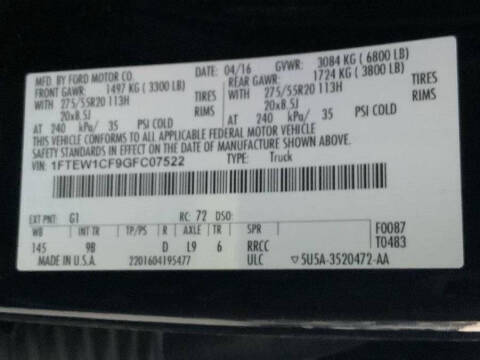 MFD. BY FORD MOTOR CO.
DATE: 04/16 GVWR: 3084 KG ( 6800 LB)
FRONT GAWR: 1497 KG ( 3300 LB) REAR GAWR: 1724 KG ( 3800 LB)
WITH 275/55R20 113H TIRES WITH 275/55R20 113H TIRES
20x8.5J RIMS 20x8.5J RIMS
AT 240 kPa/ 35 PSI COLD AT 240 kPa/ 35 PSI COLD
THIS VEHICLE CONFORMS TO ALL APPLICABLE FEDERAL MOTOR VEHICLE
SAFETY STANDARDS IN EFFECT ON THE DATE OF MANUFACTURE SHOWN ABOVE.
VIN: 1FTEW1CF9GFC07522 TYPE: Truck
EXT PNT: G1 RC: 72 DSO:
WB INT TR TP/PS R AXLE TR SPR F0087
145 9B D L9 6 RRCC T0483
MADE IN U.S.A. 2201604195477 ULC ▽5U5A-3520472-AA